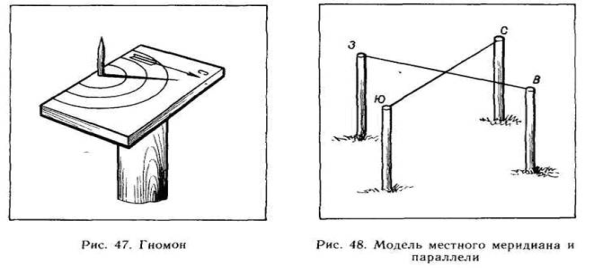 С
Рис. 47. Гномон
З
С
Ю
В
Рис. 48. Модель местного меридиана и
параллели